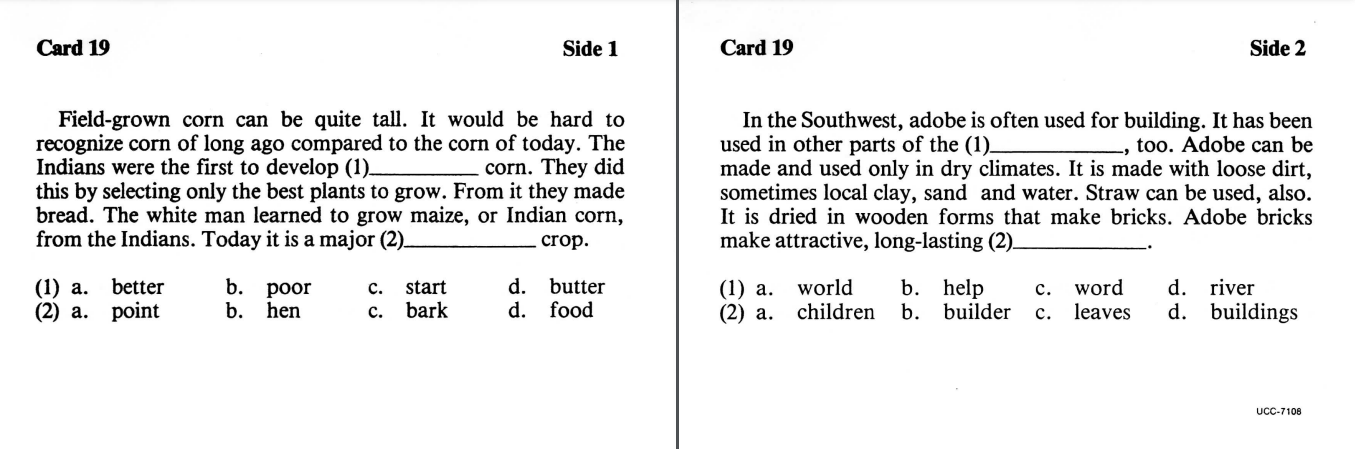 Card 19 Side 1
Field-grown corn can be quite tall. It would be hard to
recognize corn of long ago compared to the corn of today. The
Indians were the first to develop (1)__________ corn. They did
this by selecting only the best plants to grow. From it they made
bread. The white man learned to grow maize, or Indian corn,
from the Indians. Today it is a major (2)____________ crop.
(1) a. better b. poor c. start d. butter
(2) a. point b. hen c. bark d. food
Card 19 Side 2
In the Southwest, adobe is often used for building. It has been
used in other parts of the (1)____________, too. Adobe can be
made and used only in dry climates. It is made with loose dirt,
sometimes local clay, sand and water. Straw can be used, also.
It is dried in wooden forms that make bricks. Adobe bricks
make attractive, long-lasting (2)____________.
(1) a. world b. help c. word d. river
(2) a. children b. builder c. leaves d. buildings
UCC-7108